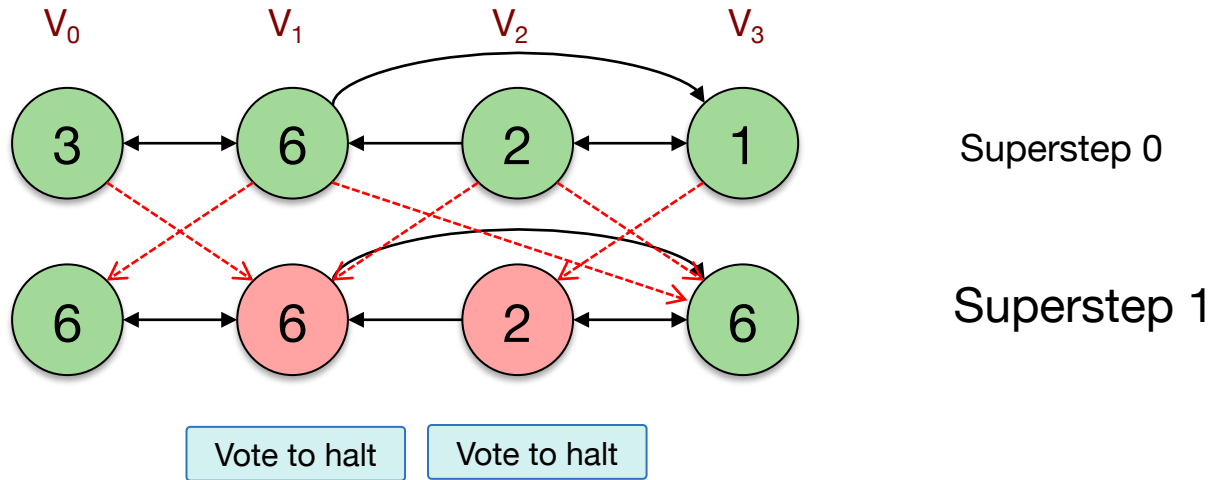 V₀ V₁ V₂ V₃
3 6 2 1 Superstep 0
6 6 2 6 Superstep 1
Vote to halt Vote to halt